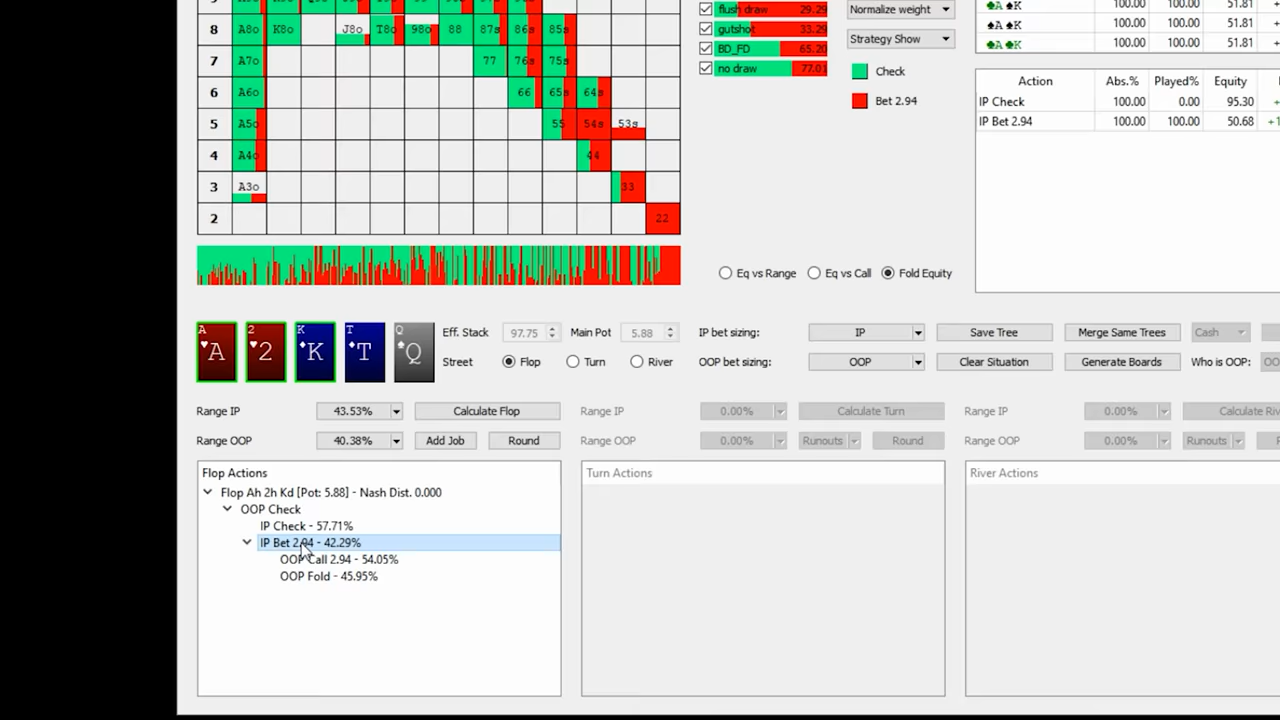 flush draw 29.29
Normalize weight
51.81
8 A8o K8o J8o T8o 98o 88 87s 86s 85s
gutshot 33.29
♠A ♠K 100.00 100.00 51.81
BD_FD 65.20
Strategy Show
♣A ♣K 100.00 100.00 51.81
7 A7o 77 76s 75s
no draw 77.01
Check
Action Abs.% Played% Equity
6 A6o 66 65s 64s
Bet 2.94
IP Check 100.00 0.00 95.30
5 A5o 55 54s 53s
IP Bet 2.94 100.00 100.00 50.68
4 A4o 44
3 A3o 33
2 22
Eq vs Range Eq vs Call Fold Equity
A A 2 2 K K T T Q Q
Eff. Stack 97.75 Main Pot 5.88 IP bet sizing: IP Save Tree Merge Same Trees Cash
Street Flop Turn River OOP bet sizing: OOP Clear Situation Generate Boards Who is OOP:
Range IP 43.53% Calculate Flop Range IP 0.00% Calculate Turn Range IP 0.00% Calculate
Range OOP 40.38% Add Job Round Range OOP 0.00% Runouts Round Range OOP 0.00% Runouts
Flop Actions Turn Actions River Actions
Flop Ah 2h Kd [Pot: 5.88] - Nash Dist. 0.000
OOP Check
IP Check - 57.71%
IP Bet 2.94 - 42.29%
OOP Call 2.94 - 54.05%
OOP Fold - 45.95%